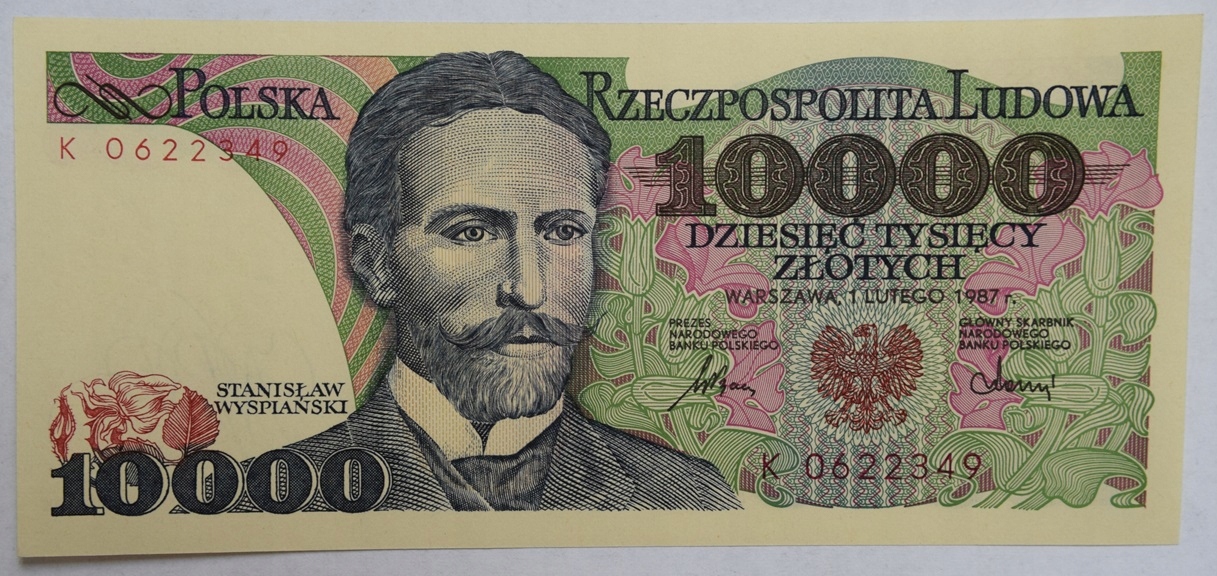 POLSKA RZECZPOSPOLITA LUDOWA
K 0622349
10000
DZIESIĘĆ TYSIĘCY
ZŁOTYCH
WARSZAWA, 1 LUTEGO 1987 r.
PREZES
NARODOWEGO
BANKU POLSKIEGO
GŁÓWNY SKARBNIK
NARODOWEGO
BANKU POLSKIEGO
STANISŁAW
WYSPIAŃSKI
10000
K 0622349